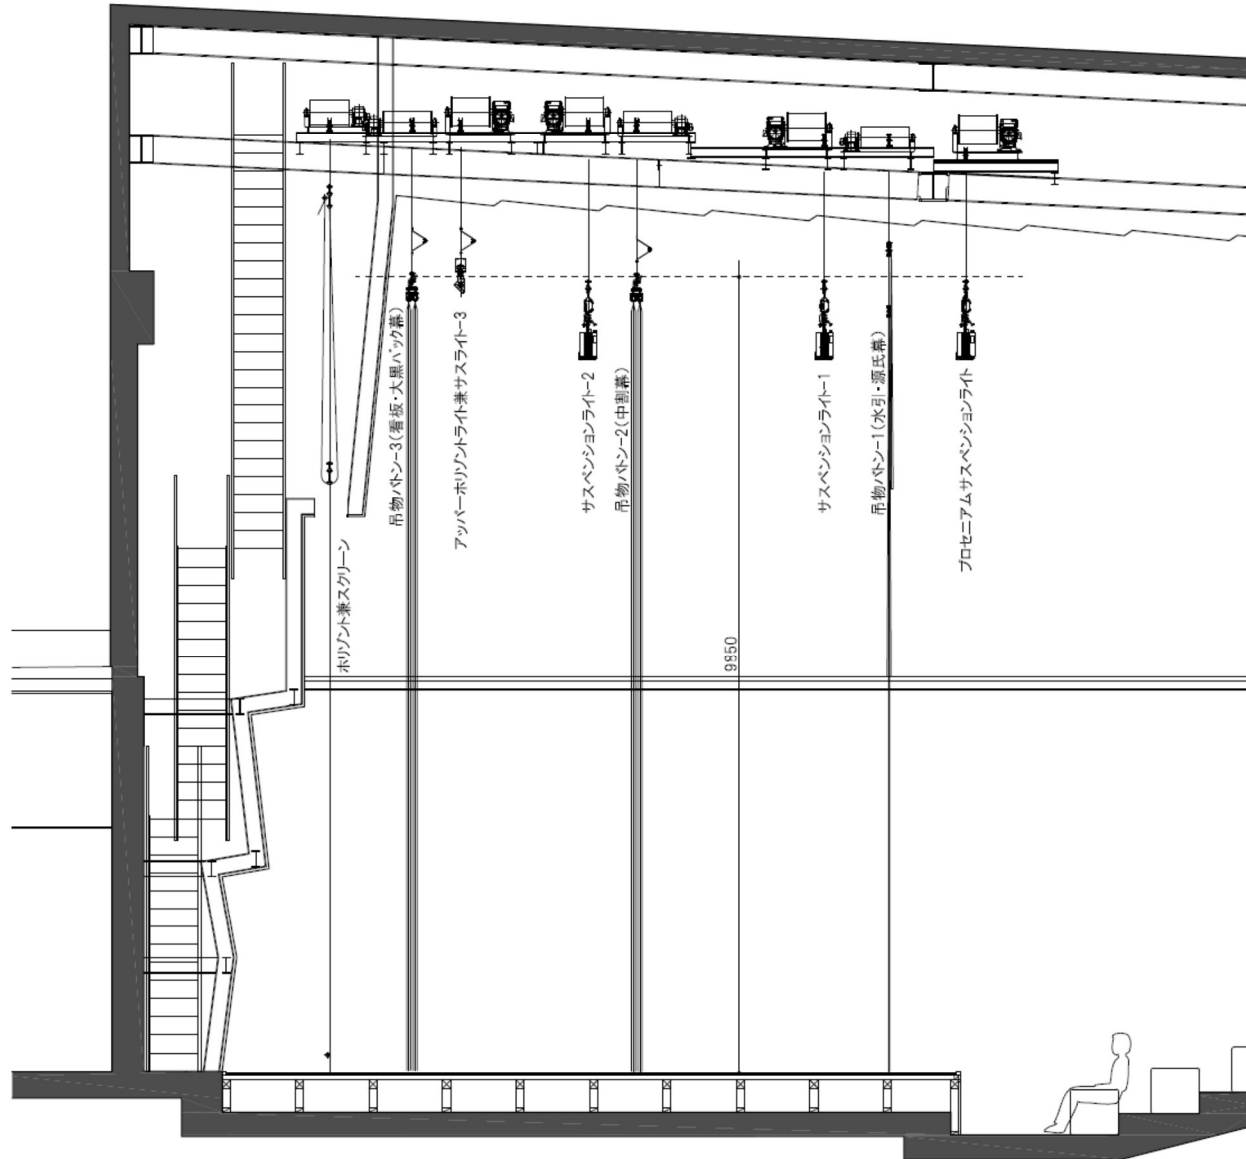 ホリゾント兼スクリーン
吊物バトン-3(看板・大黒バック幕)
アッパーホリゾントライト兼サスライト-3
サスペンションライト-2
吊物バトン-2(中割幕)
9850
サスペンションライト-1
吊物バトン-1(水引・源氏幕)
プロセニアムサスペンションライト